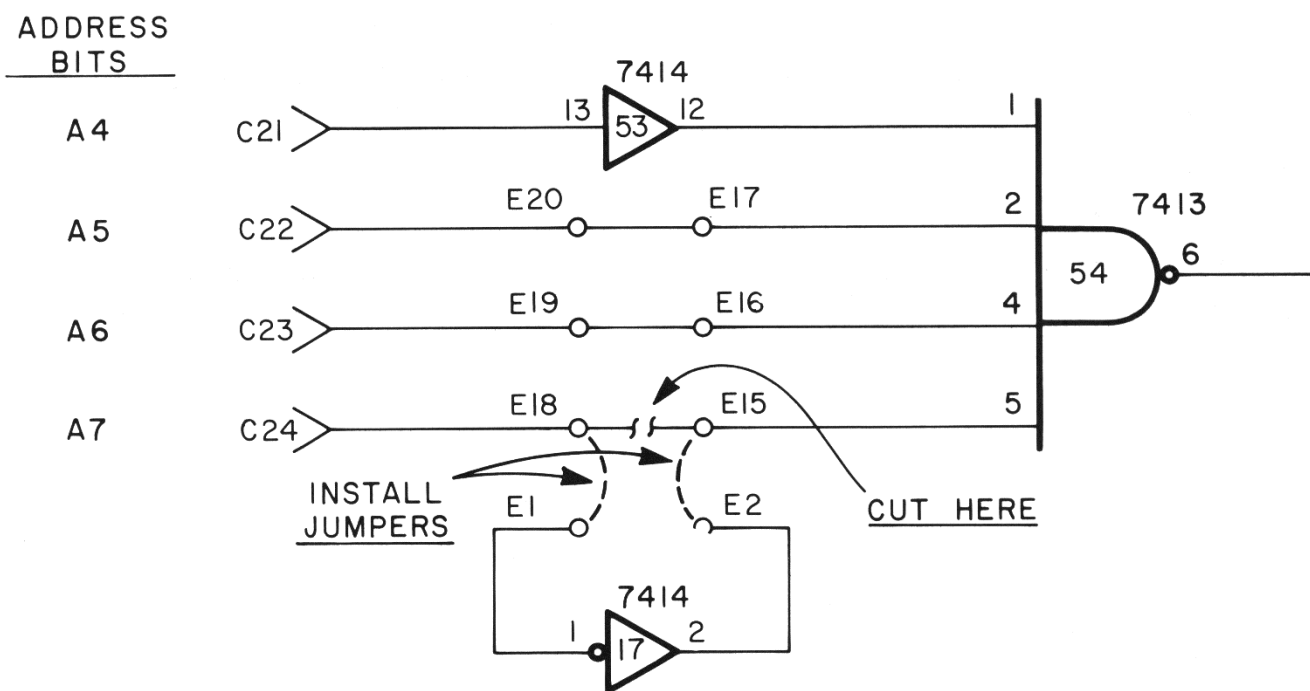 ADDRESS
BITS
7414
A4 C21 13 53 12 1
A5 C22 E20 E17 2 7413
54 6
A6 C23 E19 E16 4
A7 C24 E18 E15 5
INSTALL
JUMPERS
E1 E2 CUT HERE
7414
1 17 2